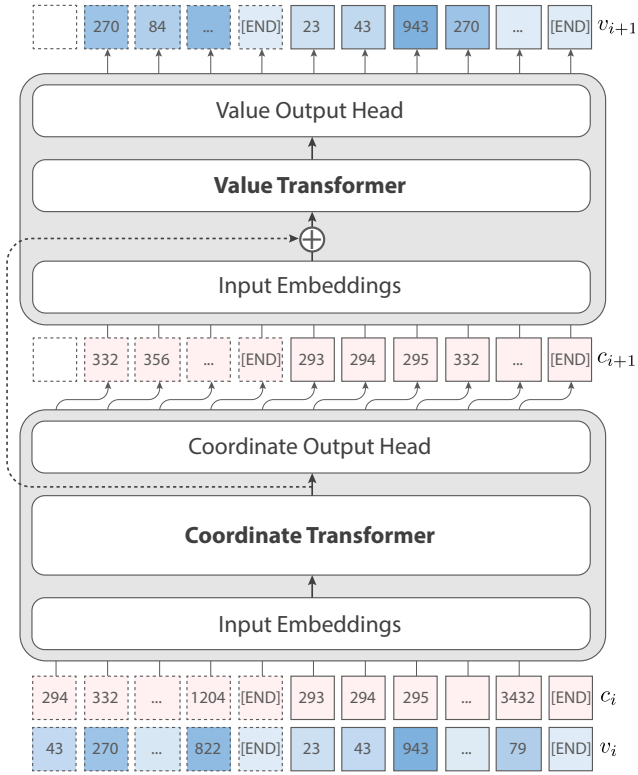 270 84 ... [END] 23 43 943 270 ... [END] v_{i+1}
Value Output Head
Value Transformer
+
Input Embeddings
332 356 ... [END] 293 294 295 332 ... [END] c_{i+1}
Coordinate Output Head
Coordinate Transformer
Input Embeddings
294 332 ... 1204 [END] 293 294 295 ... 3432 [END] c_i
43 270 ... 822 [END] 23 43 943 ... 79 [END] v_i